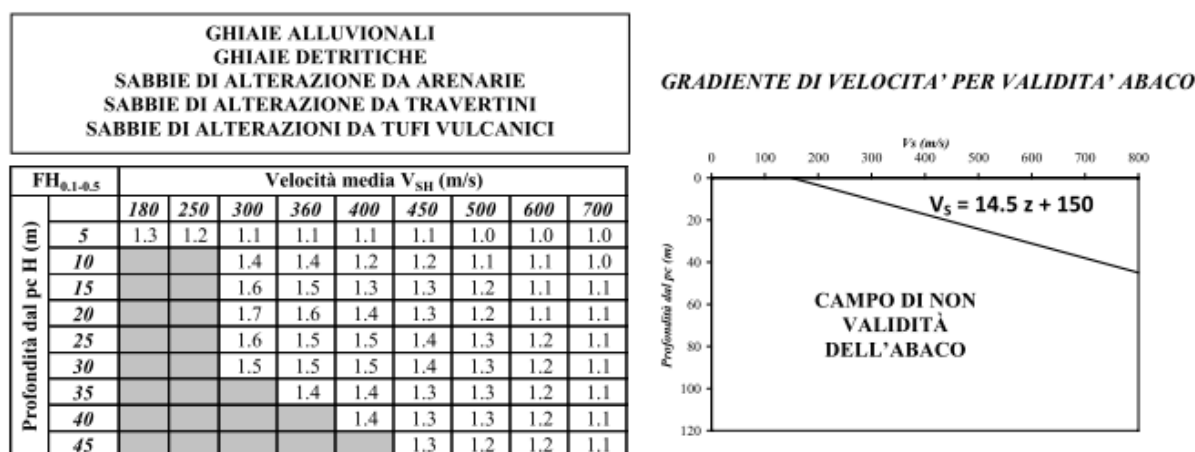 GHIAIE ALLUVIONALI
GHIAIE DETRITICHE
SABBIE DI ALTERAZIONE DA ARENARIE
SABBIE DI ALTERAZIONE DA TRAVERTINI
SABBIE DI ALTERAZIONI DA TUFI VULCANICI
FH0.1-0.5 Velocità media VSH (m/s)
Profondità dal pc H (m)
180 250 300 360 400 450 500 600 700
5 1.3 1.2 1.1 1.1 1.1 1.1 1.0 1.0 1.0
10 1.4 1.4 1.2 1.2 1.1 1.1 1.0
15 1.6 1.5 1.3 1.3 1.2 1.1 1.1
20 1.7 1.6 1.4 1.3 1.2 1.1 1.1
25 1.6 1.5 1.5 1.4 1.3 1.2 1.1
30 1.5 1.5 1.5 1.4 1.3 1.2 1.1
35 1.4 1.4 1.3 1.3 1.2 1.1
40 1.4 1.3 1.3 1.2 1.1
45 1.3 1.2 1.2 1.1
GRADIENTE DI VELOCITA' PER VALIDITA' ABACO
Vs (m/s)
0 100 200 300 400 500 600 700 800
Profondità dal pc (m)
0
20
40
60
80
100
120
VS = 14.5 z + 150
CAMPO DI NON
VALIDITÀ
DELL'ABACO